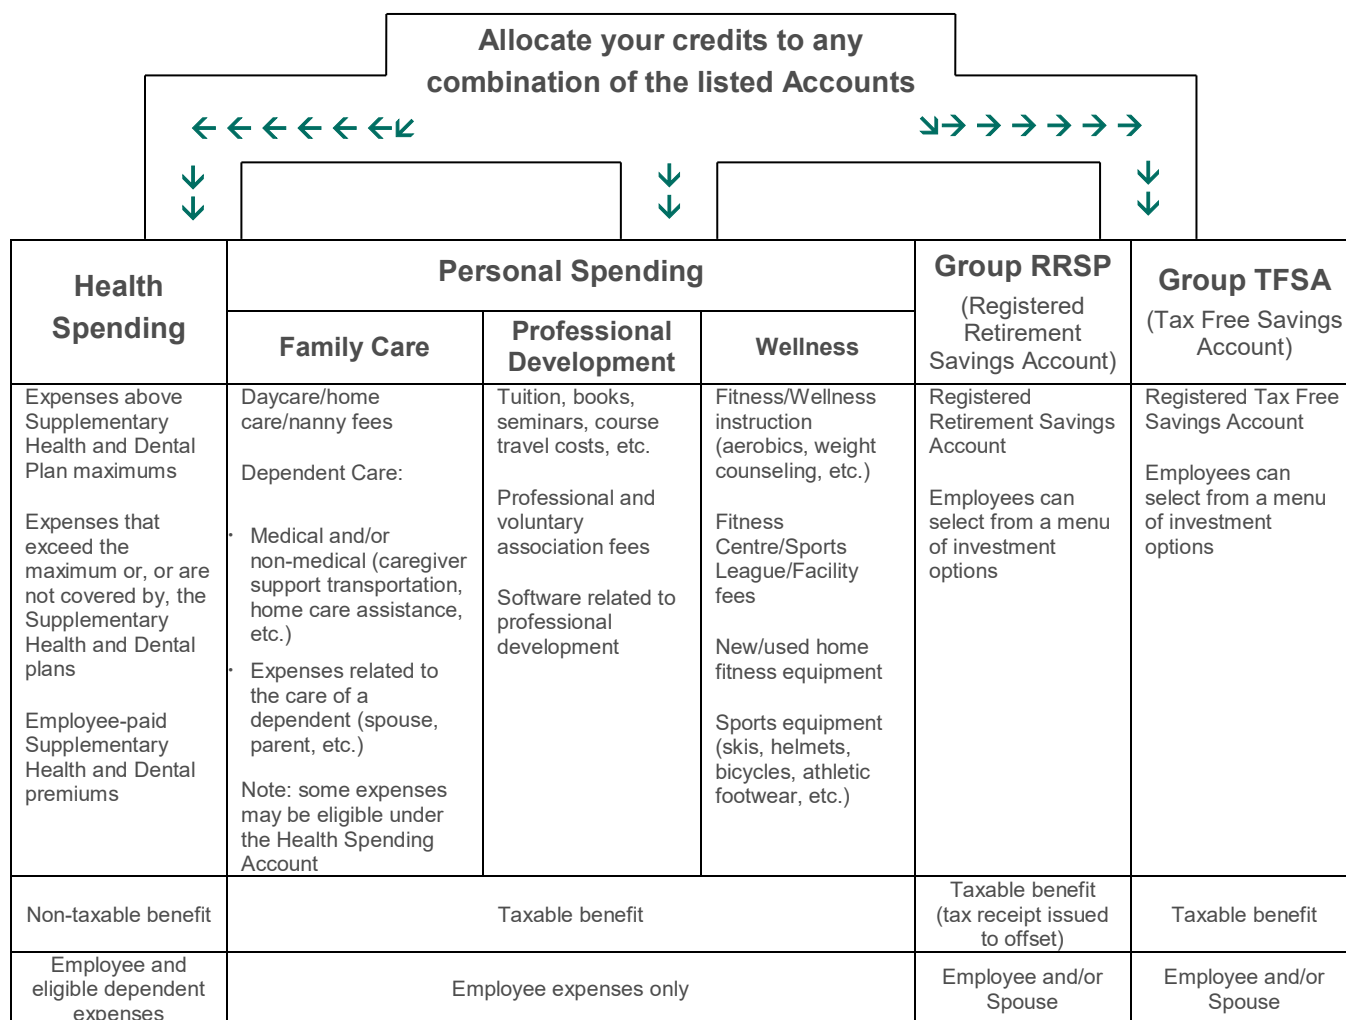 Allocate your credits to any
combination of the listed Accounts
Health
Spending
Personal Spending
Group RRSP
(Registered
Retirement
Savings Account)
Group TFSA
(Tax Free Savings
Account)
Family Care
Professional
Development
Wellness
Expenses above
Supplementary
Health and Dental
Plan maximums
Expenses that
exceed the
maximum or, or are
not covered by, the
Supplementary
Health and Dental
plans
Employee-paid
Supplementary
Health and Dental
premiums
Daycare/home
care/nanny fees
Dependent Care:
· Medical and/or
non-medical (caregiver
support transportation,
home care assistance,
etc.)
· Expenses related to
the care of a
dependent (spouse,
parent, etc.)
Note: some expenses
may be eligible under
the Health Spending
Account
Tuition, books,
seminars, course
travel costs, etc.
Professional and
voluntary
association fees
Software related to
professional
development
Fitness/Wellness
instruction
(aerobics, weight
counseling, etc.)
Fitness
Centre/Sports
League/Facility
fees
New/used home
fitness equipment
Sports equipment
(skis, helmets,
bicycles, athletic
footwear, etc.)
Registered
Retirement Savings
Account
Employees can
select from a menu
of investment
options
Registered Tax Free
Savings Account
Employees can
select from a menu
of investment
options
Non-taxable benefit
Taxable benefit
Taxable benefit
(tax receipt issued
to offset)
Taxable benefit
Employee and
eligible dependent
expenses
Employee expenses only
Employee and/or
Spouse
Employee and/or
Spouse